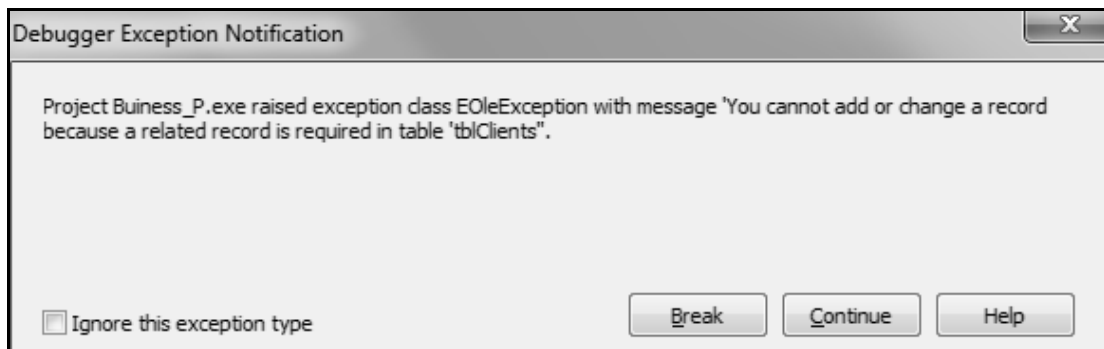 Debugger Exception Notification
X
Project Buiness_P.exe raised exception class EOleException with message 'You cannot add or change a record
because a related record is required in table 'tblClients''.
Ignore this exception type
Break
Continue
Help